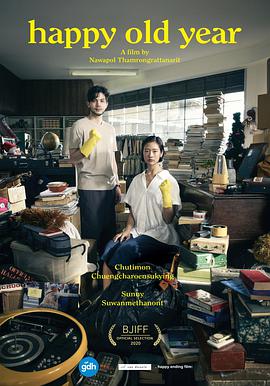 happy old year
A film by
Nawapol Thamrongrattanarit
Chutimon
Chuengcharoensukying
Sunny
Suwanmethanont
BJIFF
OFFICIAL SELECTION
2020
gdh
happy ending film